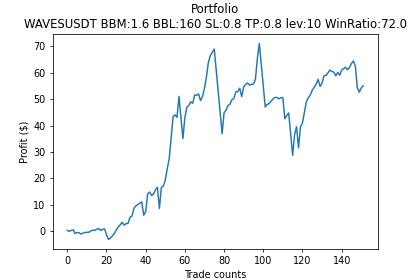 Portfolio
WAVESUSDT BBM:1.6 BBL:160 SL:0.8 TP:0.8 lev:10 WinRatio:72.0
70
60
50
40
30
20
10
0
Profit ($)
0 20 40 60 80 100 120 140
Trade counts